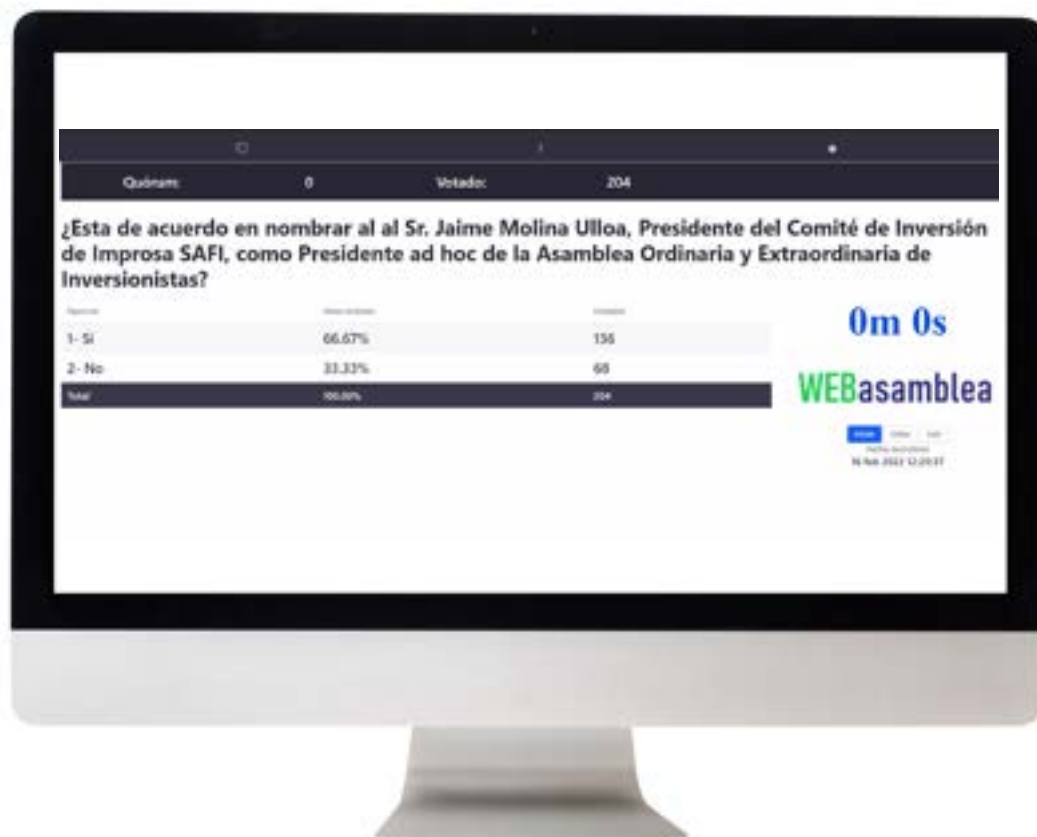 Quórum: 0 Votado: 204
¿Esta de acuerdo en nombrar al al Sr. Jaime Molina Ulloa, Presidente del Comité de Inversión
de Improsa SAFI, como Presidente ad hoc de la Asamblea Ordinaria y Extraordinaria de
Inversionistas?
1- Si 66.67% 136
2- No 33.33% 68
Total 100.00% 204
0m 0s
WEBasamblea